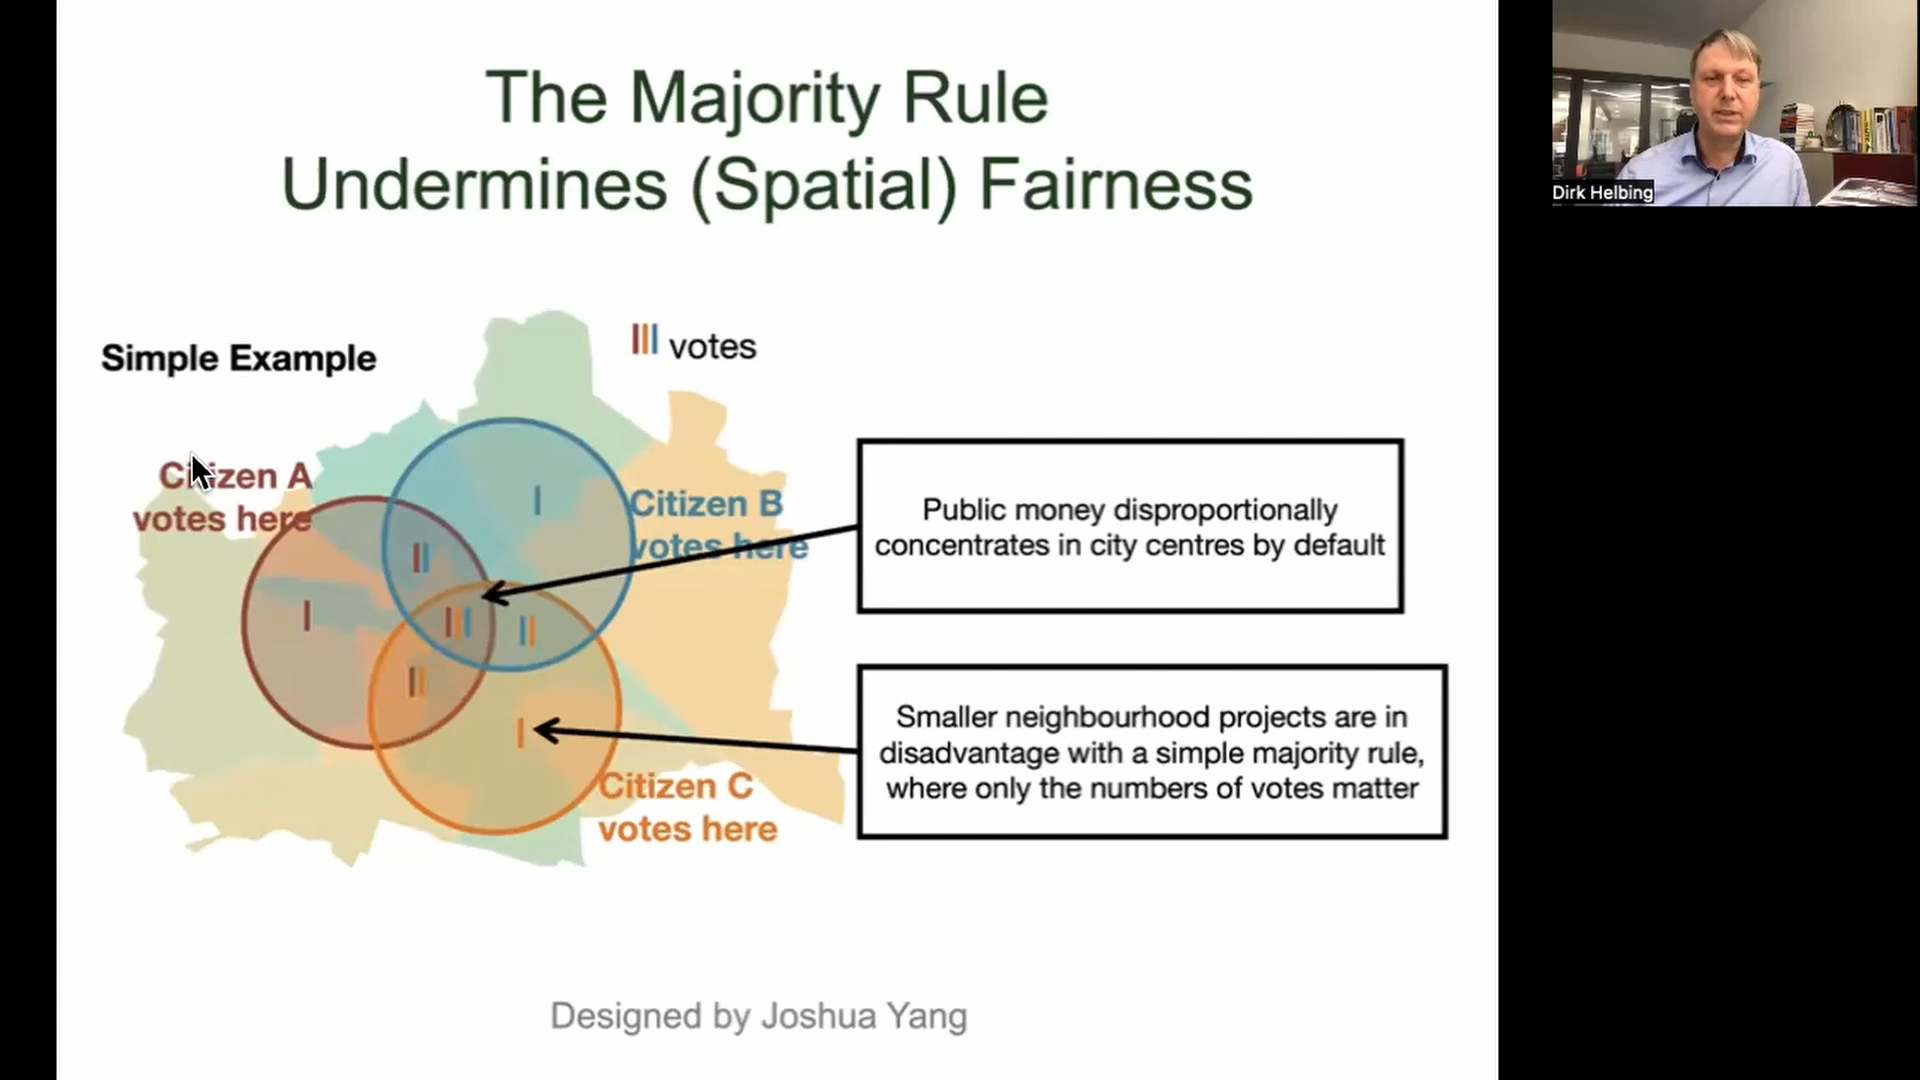 The Majority Rule
Undermines (Spatial) Fairness
Simple Example
votes
Citizen A
votes here
Citizen B
votes here
Public money disproportionally
concentrates in city centres by default
Smaller neighbourhood projects are in
disadvantage with a simple majority rule,
where only the numbers of votes matter
Citizen C
votes here
Designed by Joshua Yang
Dirk Helbing